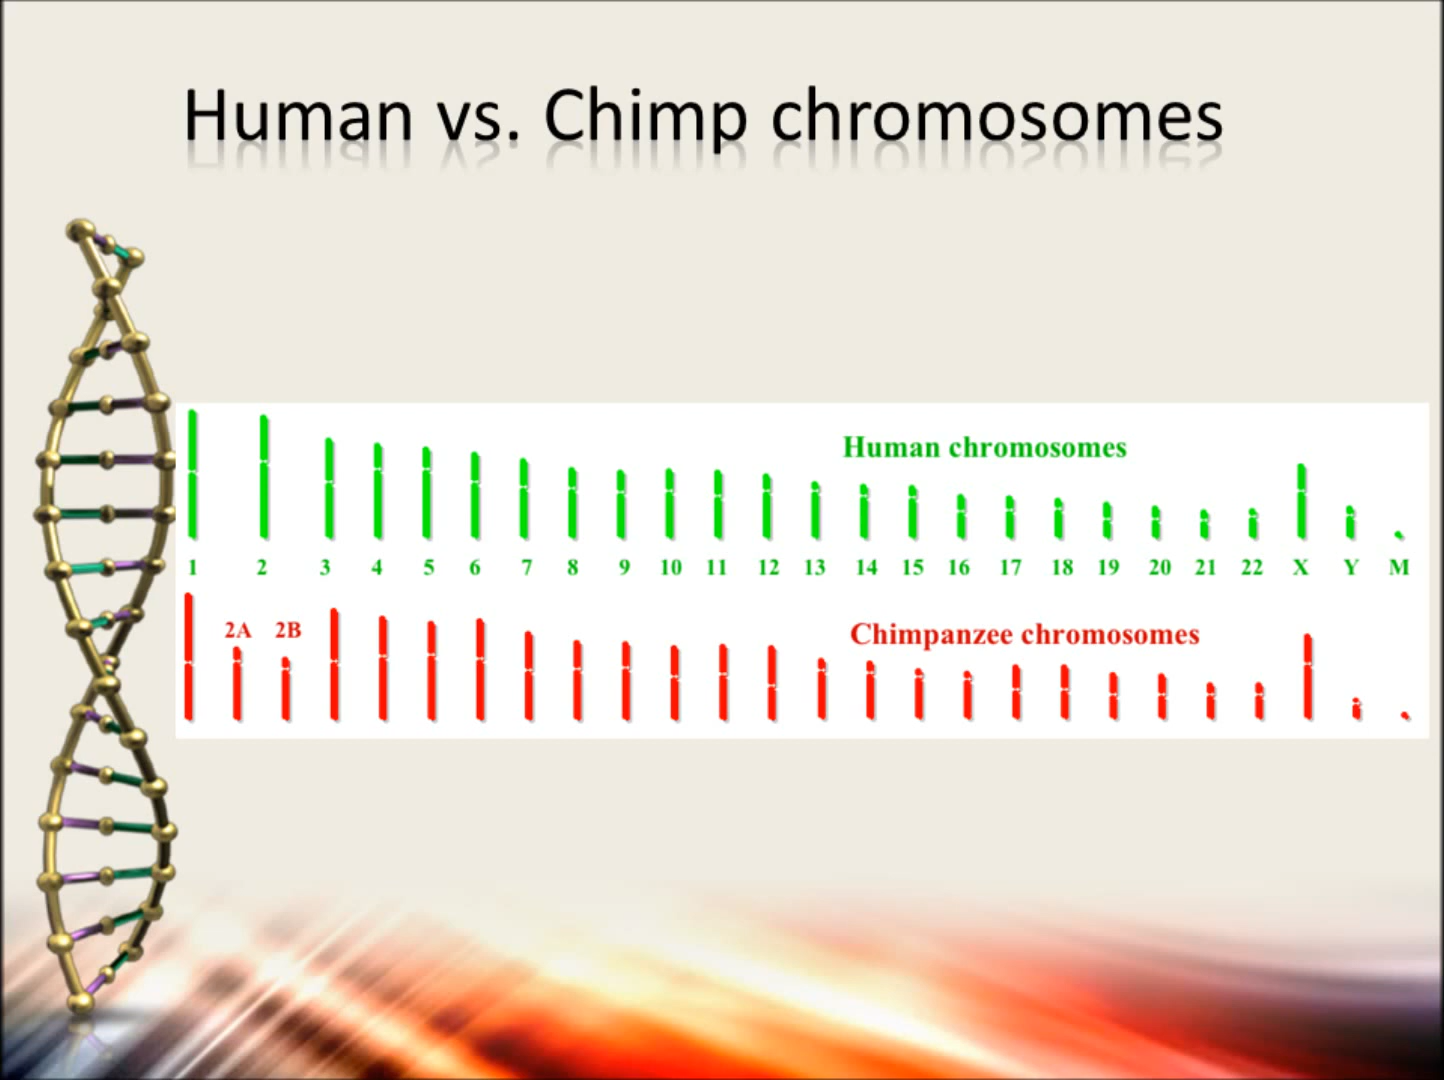 Human vs. Chimp chromosomes
Human chromosomes
1 2 3 4 5 6 7 8 9 10 11 12 13 14 15 16 17 18 19 20 21 22 X Y M
2A 2B
Chimpanzee chromosomes